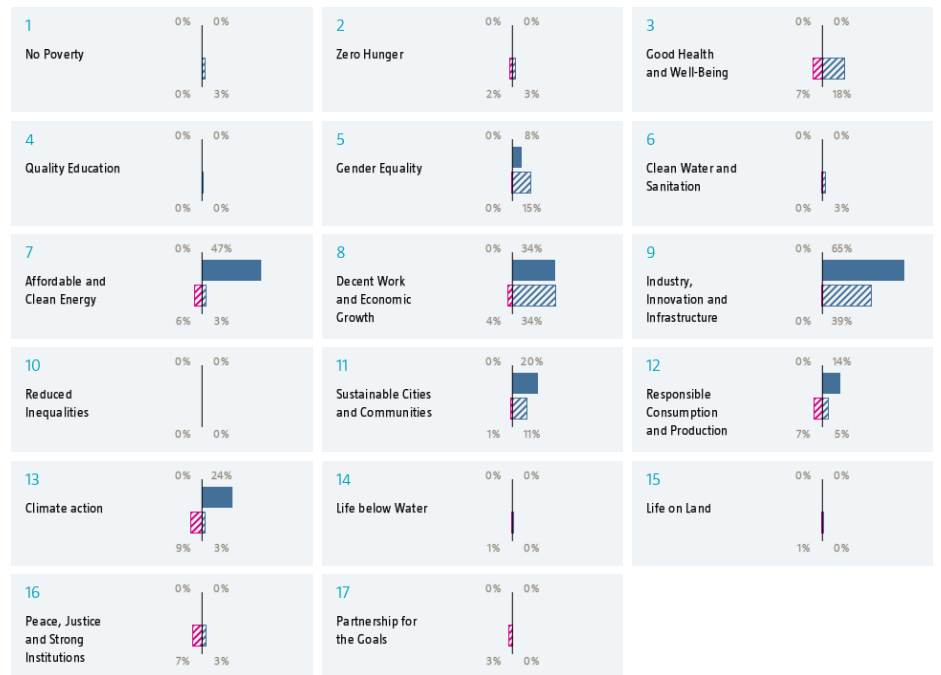 1
0% 0%
No Poverty
0% 3%
2
0% 0%
Zero Hunger
2% 3%
3
0% 0%
Good Health
and Well-Being
7% 18%
4
0% 0%
Quality Education
0% 0%
5
0% 8%
Gender Equality
0% 15%
6
0% 0%
Clean Water and
Sanitation
0% 3%
7
0% 47%
Affordable and
Clean Energy
6% 3%
8
0% 34%
Decent Work
and Economic
Growth
4% 34%
9
0% 65%
Industry,
Innovation and
Infrastructure
0% 39%
10
0% 0%
Reduced
Inequalities
0% 0%
11
0% 20%
Sustainable Cities
and Communities
1% 11%
12
0% 14%
Responsible
Consumption
and Production
7% 5%
13
0% 24%
Climate action
9% 3%
14
0% 0%
Life below Water
1% 0%
15
0% 0%
Life on Land
1% 0%
16
0% 0%
Peace, Justice
and Strong
Institutions
7% 3%
17
0% 0%
Partnership for
the Goals
3% 0%